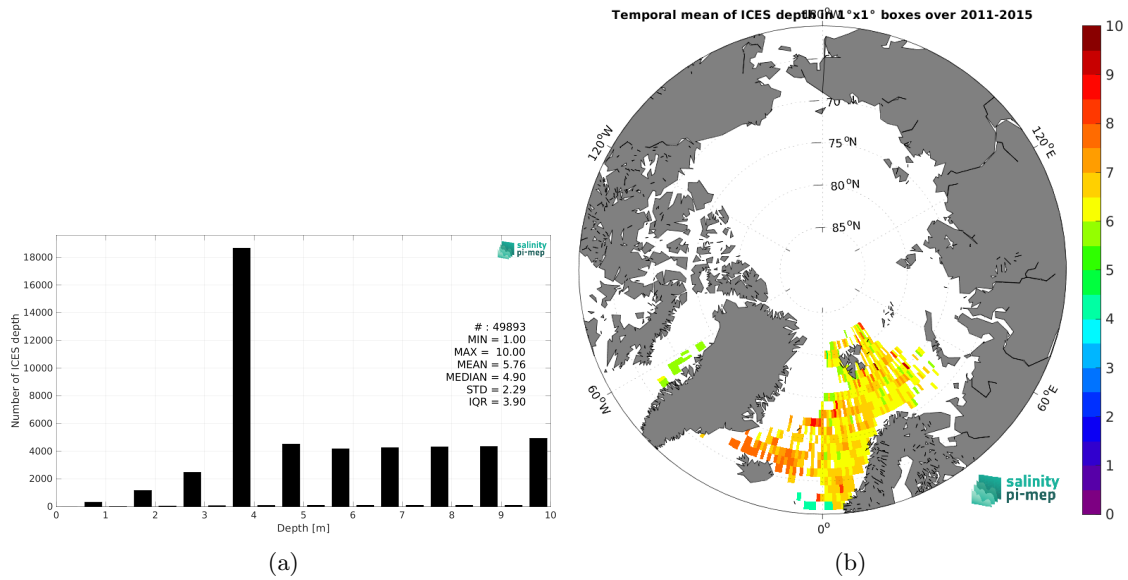 Temporal mean of ICES depth in 1°x1° boxes over 2011-2015
180°W
120°W
120°E
60°W
60°E
0°
70°N
75°N
80°N
85°N
10
9
8
7
6
5
4
3
2
1
0
salinity
pi-mep
Number of ICES depth
18000
16000
14000
12000
10000
8000
6000
4000
2000
0
salinity
pi-mep
# : 49893
MIN = 1.00
MAX = 10.00
MEAN = 5.76
MEDIAN = 4.90
STD = 2.29
IQR = 3.90
0 1 2 3 4 5 6 7 8 9 10
Depth [m]
(a)
(b)